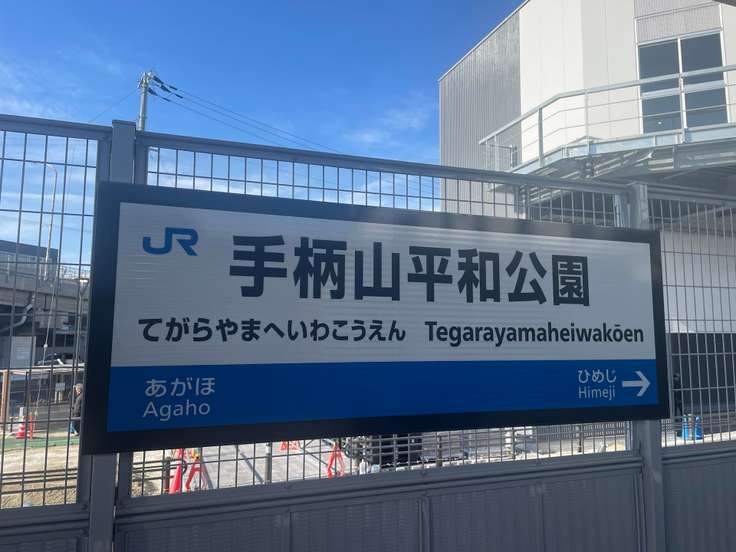 JR
手柄山平和公園
てがらやまへいわこうえん Tegarayamaheiwakōen
あがほ
Agaho
ひめじ
Himeji →